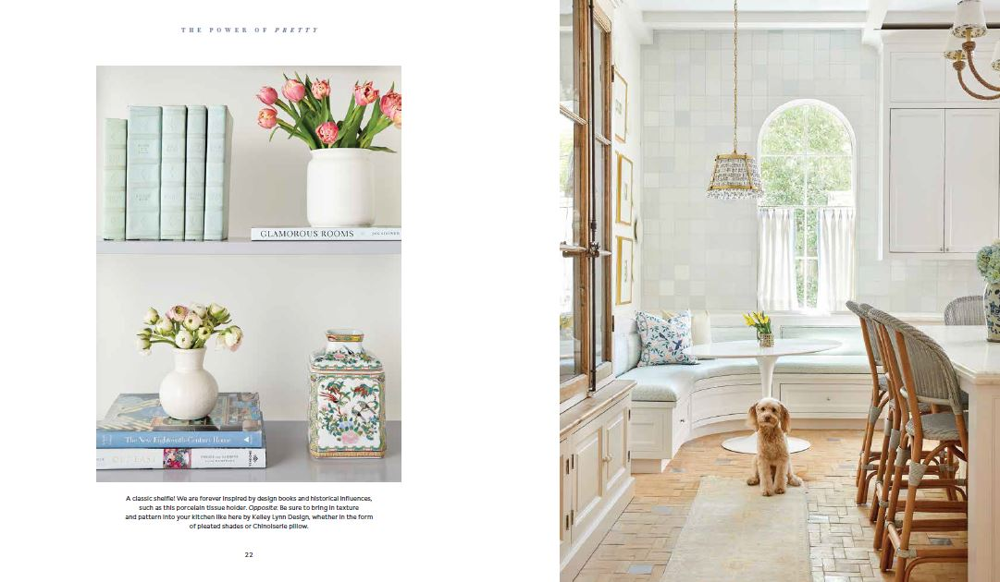 THE POWER OF PRETTY
GLAMOROUS ROOMS
The New Eighteenth-Century Home
OUT EAST
A classic shelfie! We are forever inspired by design books and historical influences,
such as this porcelain tissue holder. Opposite: Be sure to bring in texture
and pattern into your kitchen like here by Kelley Lynn Design, whether in the form
of pleated shades or Chinoiserie pillow.
22